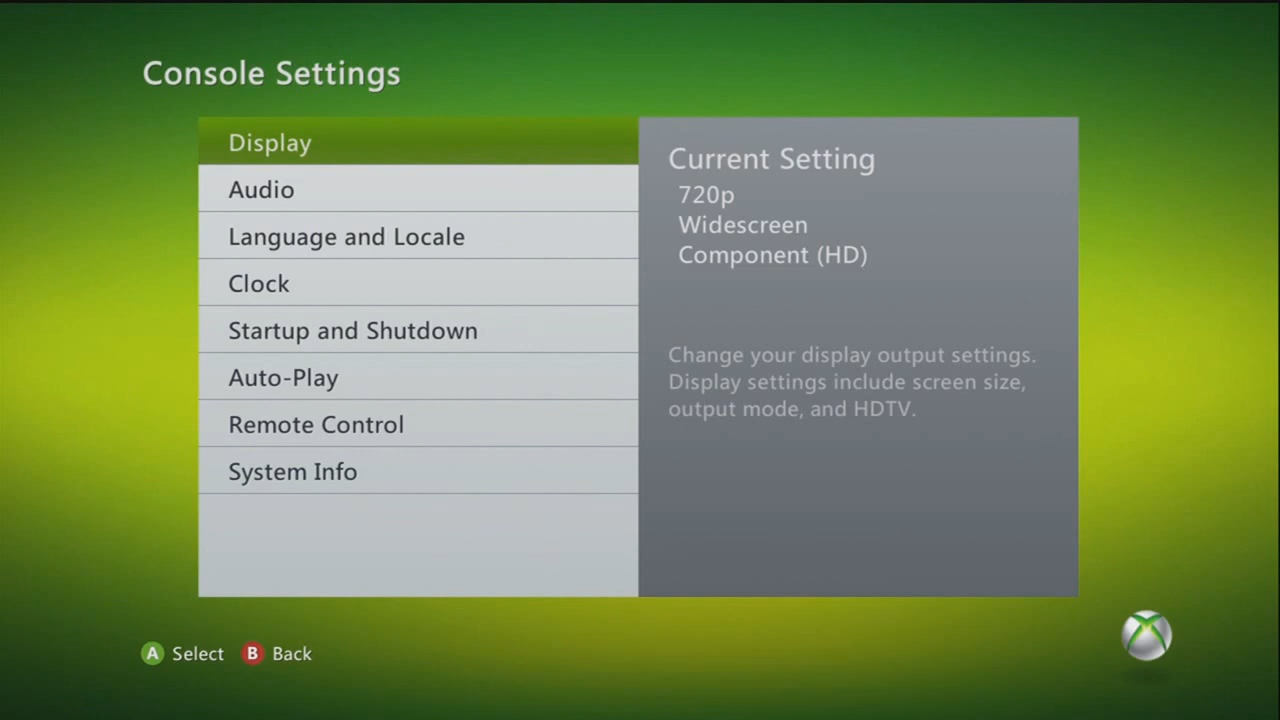 Console Settings
Display
Audio
Language and Locale
Clock
Startup and Shutdown
Auto-Play
Remote Control
System Info
Current Setting
720p
Widescreen
Component (HD)
Change your display output settings.
Display settings include screen size,
output mode, and HDTV.
A Select B Back